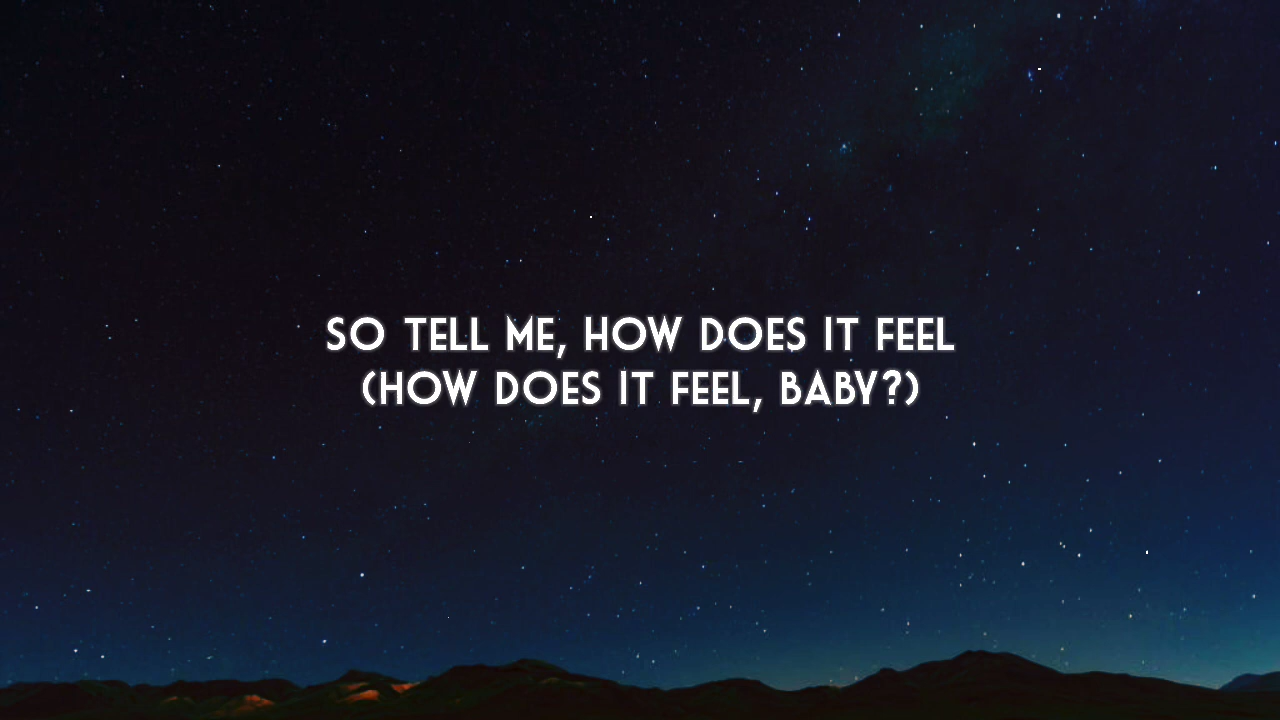 SO TELL ME, HOW DOES IT FEEL
(HOW DOES IT FEEL, BABY?)